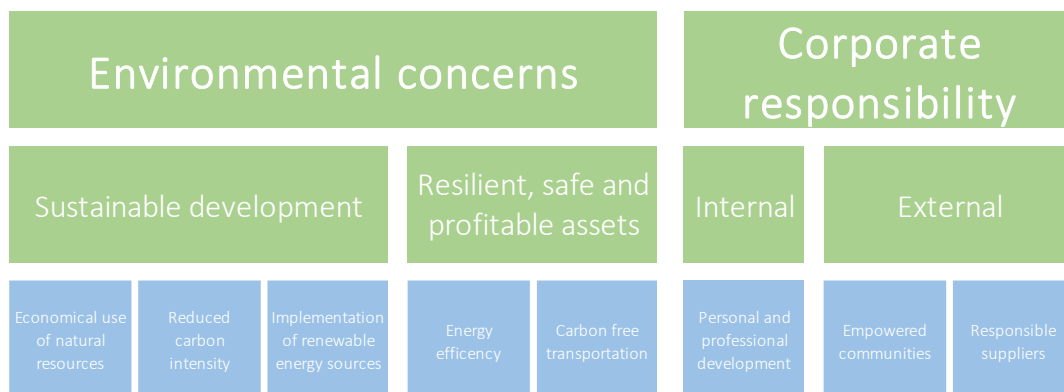 Environmental concerns
Corporate
responsibility
Sustainable development
Resilient, safe and
profitable assets
Internal
External
Economical use
of natural
resources
Reduced
carbon
intensity
Implementation
of renewable
energy sources
Energy
efficency
Carbon free
transportation
Personal and
professional
development
Empowered
communities
Responsible
suppliers